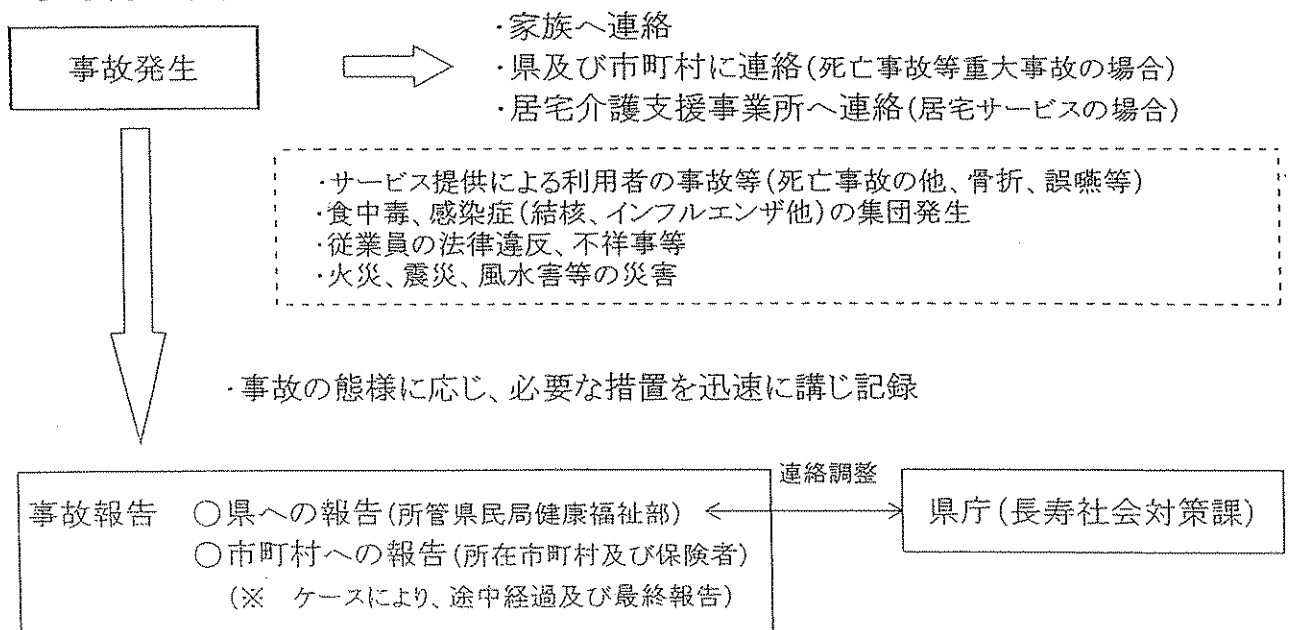 ・家族へ連絡
事故発生
・県及び市町村に連絡(死亡事故等重大事故の場合)
・居宅介護支援事業所へ連絡(居宅サービスの場合)
・サービス提供による利用者の事故等(死亡事故の他、骨折、誤嚥等)
・食中毒、感染症(結核、インフルエンザ他)の集団発生
・従業員の法律違反、不祥事等
・火災、震災、風水害等の災害
・事故の態様に応じ、必要な措置を迅速に講じ記録
連絡調整
事故報告 ○県への報告(所管県民局健康福祉部)
県庁(長寿社会対策課)
○市町村への報告(所在市町村及び保険者)
(※ ケースにより、途中経過及び最終報告)